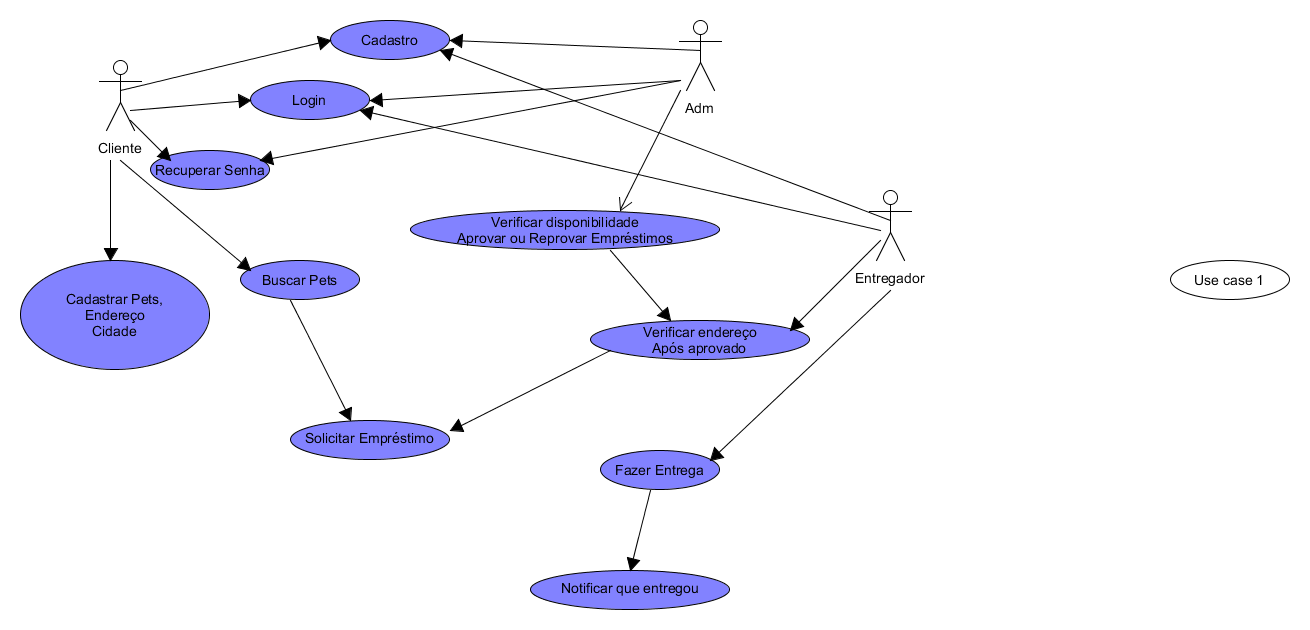 Cadastro
Login
Adm
Cliente
Recuperar Senha
Verificar disponibilidade
Aprovar ou Reprovar Empréstimos
Entregador
Cadastrar Pets,
Endereço
Cidade
Buscar Pets
Use case 1
Verificar endereço
Após aprovado
Solicitar Empréstimo
Fazer Entrega
Notificar que entregou